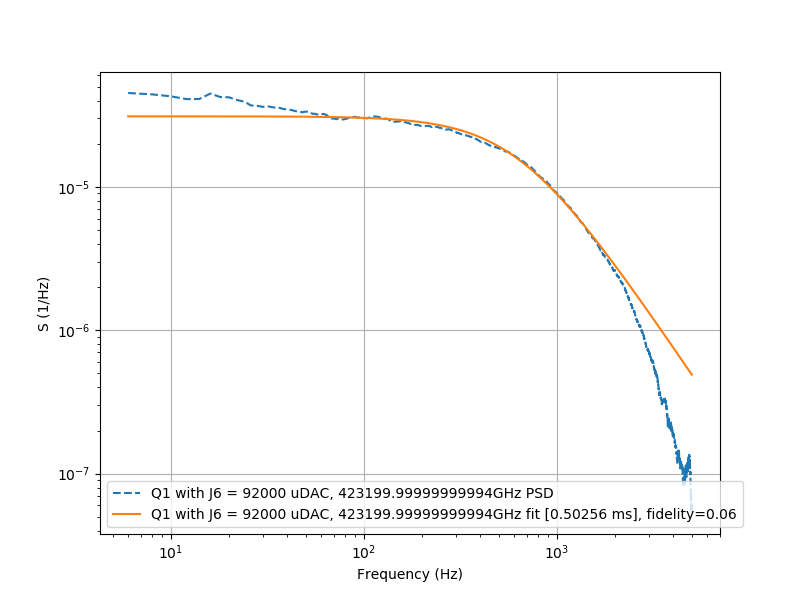 10⁻⁵
10⁻⁶
10⁻⁷
S (1/Hz)
Q1 with J6 = 92000 uDAC, 423199.99999999994GHz PSD
Q1 with J6 = 92000 uDAC, 423199.99999999994GHz fit [0.50256 ms], fidelity=0.06
10¹ 10² 10³
Frequency (Hz)